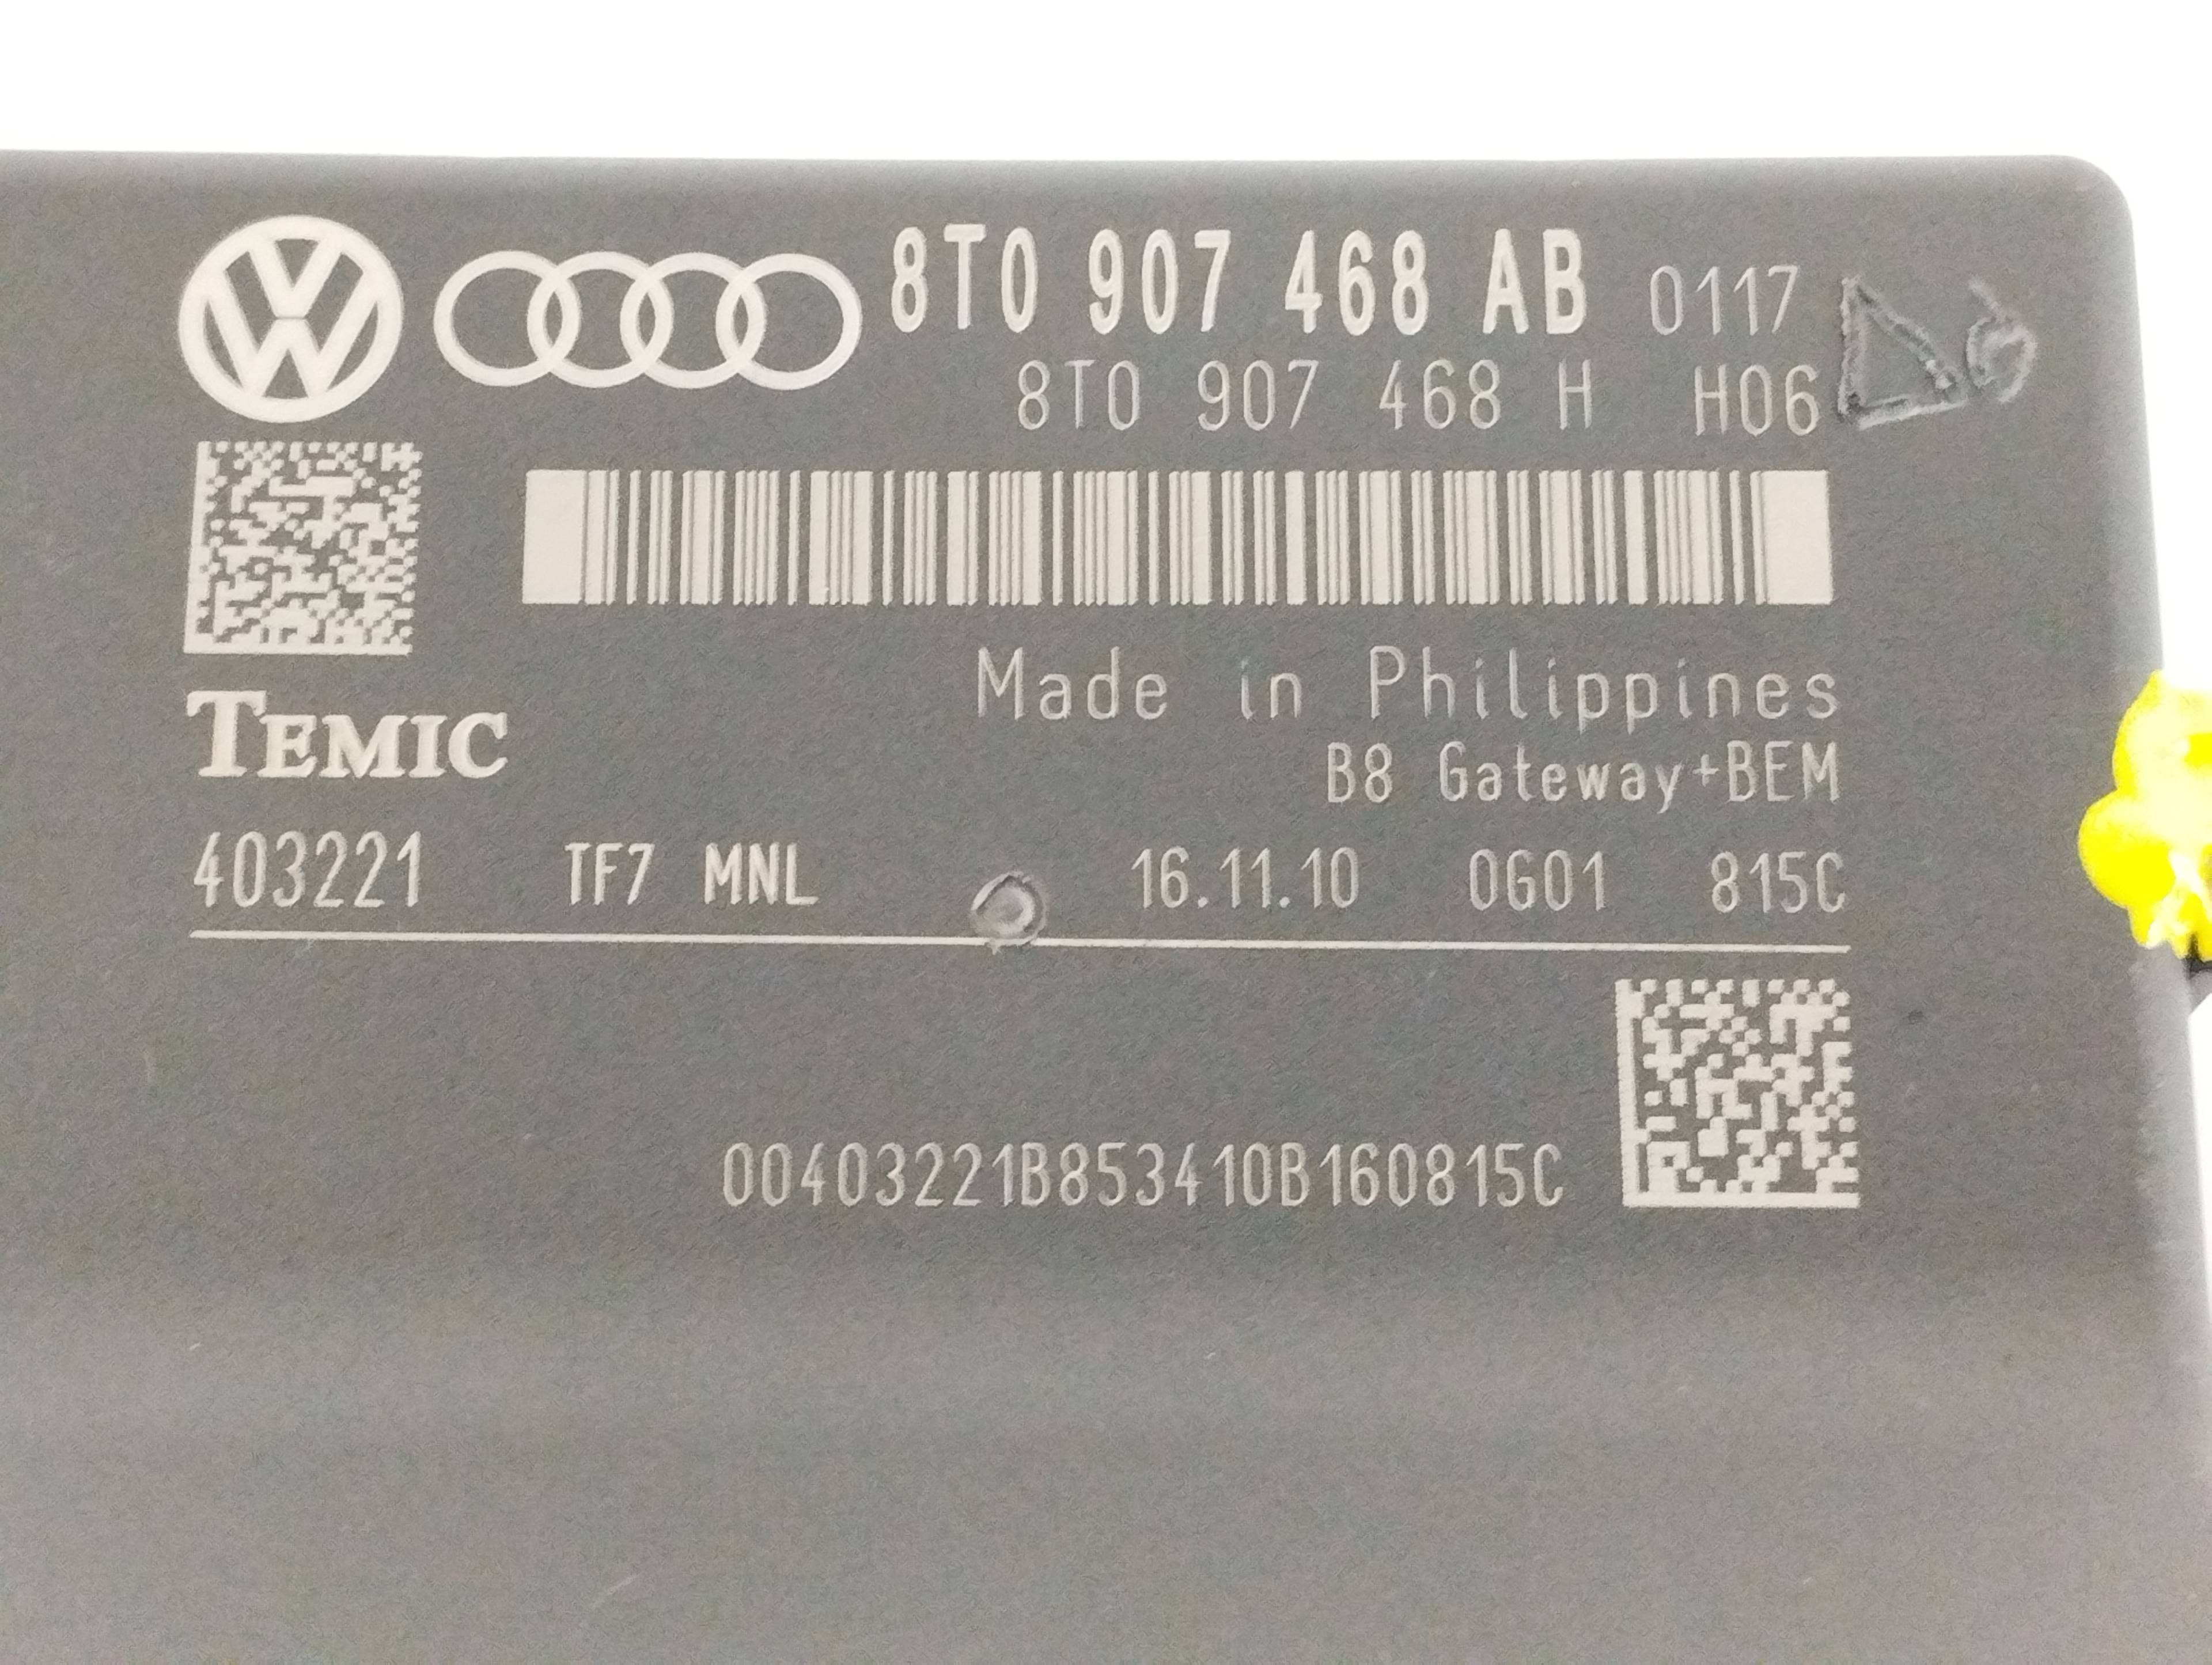 8T0 907 468 AB 0117
8T0 907 468 H H06
Made in Philippines
TEMIC
B8 Gateway+BEM
403221 TF7 MNL 16.11.10 0G01 815C
00403221B853410B160815C